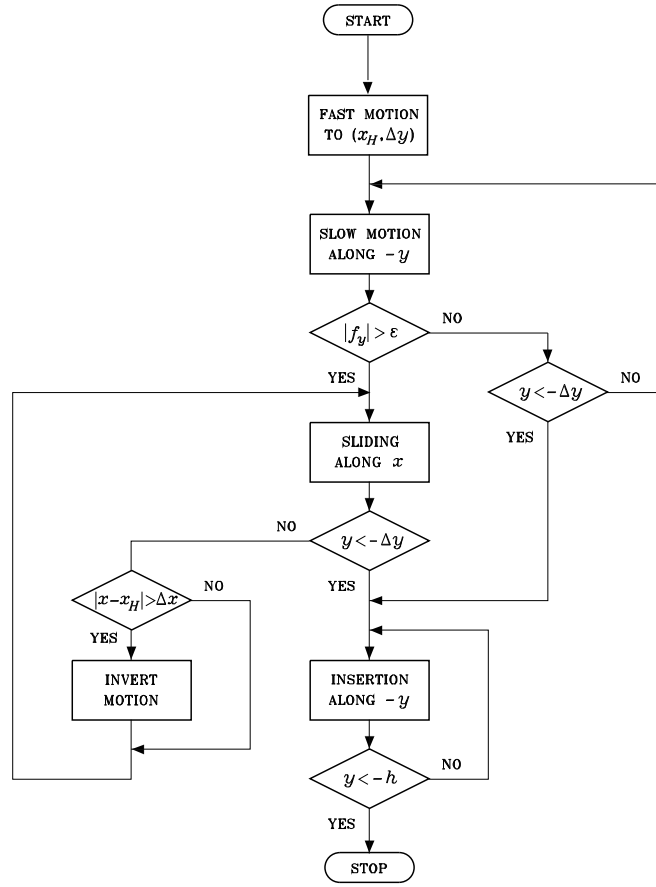 START
FAST MOTION
TO (x_H,Δy)
SLOW MOTION
ALONG -y
|f_y|>ε
NO
YES
y<-Δy
NO
YES
SLIDING
ALONG x
y<-Δy
NO
YES
|x-x_H|>Δx
NO
YES
INVERT
MOTION
INSERTION
ALONG -y
y<-h
NO
YES
STOP